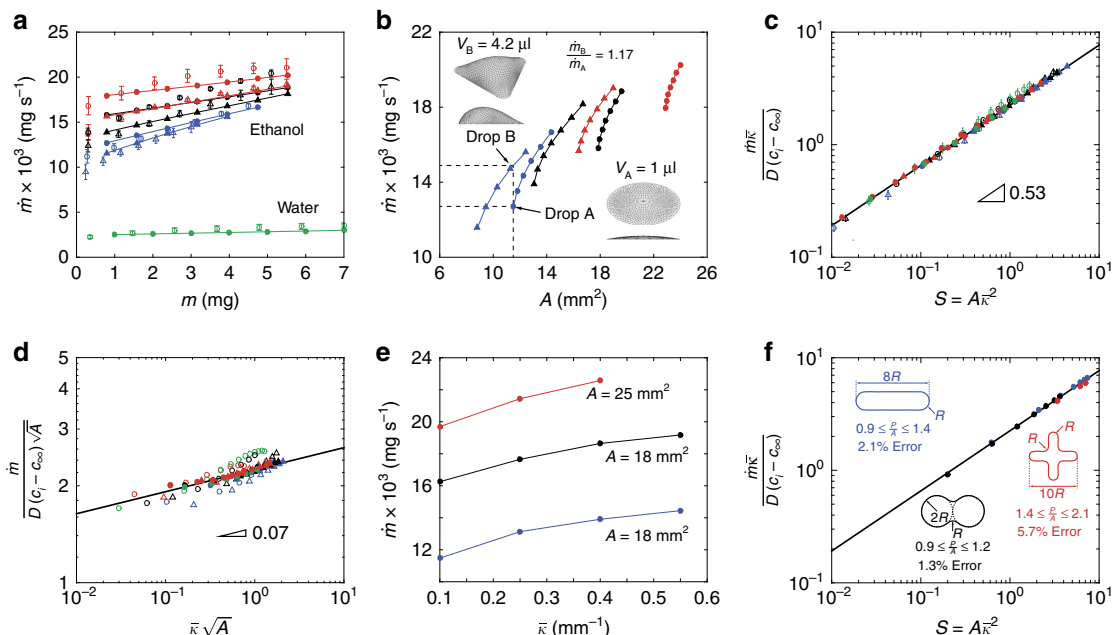 a
ṁ × 10³ (mg s⁻¹)
25
20
15
10
5
0
Ethanol
Water
0 1 2 3 4 5 6 7
m (mg)
b
ṁ × 10³ (mg s⁻¹)
22
18
14
10
V_B = 4.2 µl
ṁ_B/ṁ_A = 1.17
Drop B
V_A = 1 µl
Drop A
6 10 14 18 22 26
A (mm²)
c
ṁκ̄ / D (c_i − c_∞)
10¹
10⁰
10⁻¹
0.53
10⁻² 10⁻¹ 10⁰ 10¹
S = Aκ̄²
d
ṁ / D (c_i − c_∞) √A
5
4
3
2
1
0.07
10⁻² 10⁻¹ 10⁰ 10¹
κ̄ √A
e
ṁ × 10³ (mg s⁻¹)
24
20
16
12
A = 25 mm²
A = 18 mm²
A = 18 mm²
0.1 0.2 0.3 0.4 0.5 0.6
κ̄ (mm⁻¹)
f
ṁκ̄ / D (c_i − c_∞)
10¹
10⁰
10⁻¹
8R
R
0.9 ≤ p/A ≤ 1.4
2.1% Error
R
R
10R
1.4 ≤ p/A ≤ 2.1
5.7% Error
2R
R
0.9 ≤ p/A ≤ 1.2
1.3% Error
10⁻² 10⁻¹ 10⁰ 10¹
S = Aκ̄²